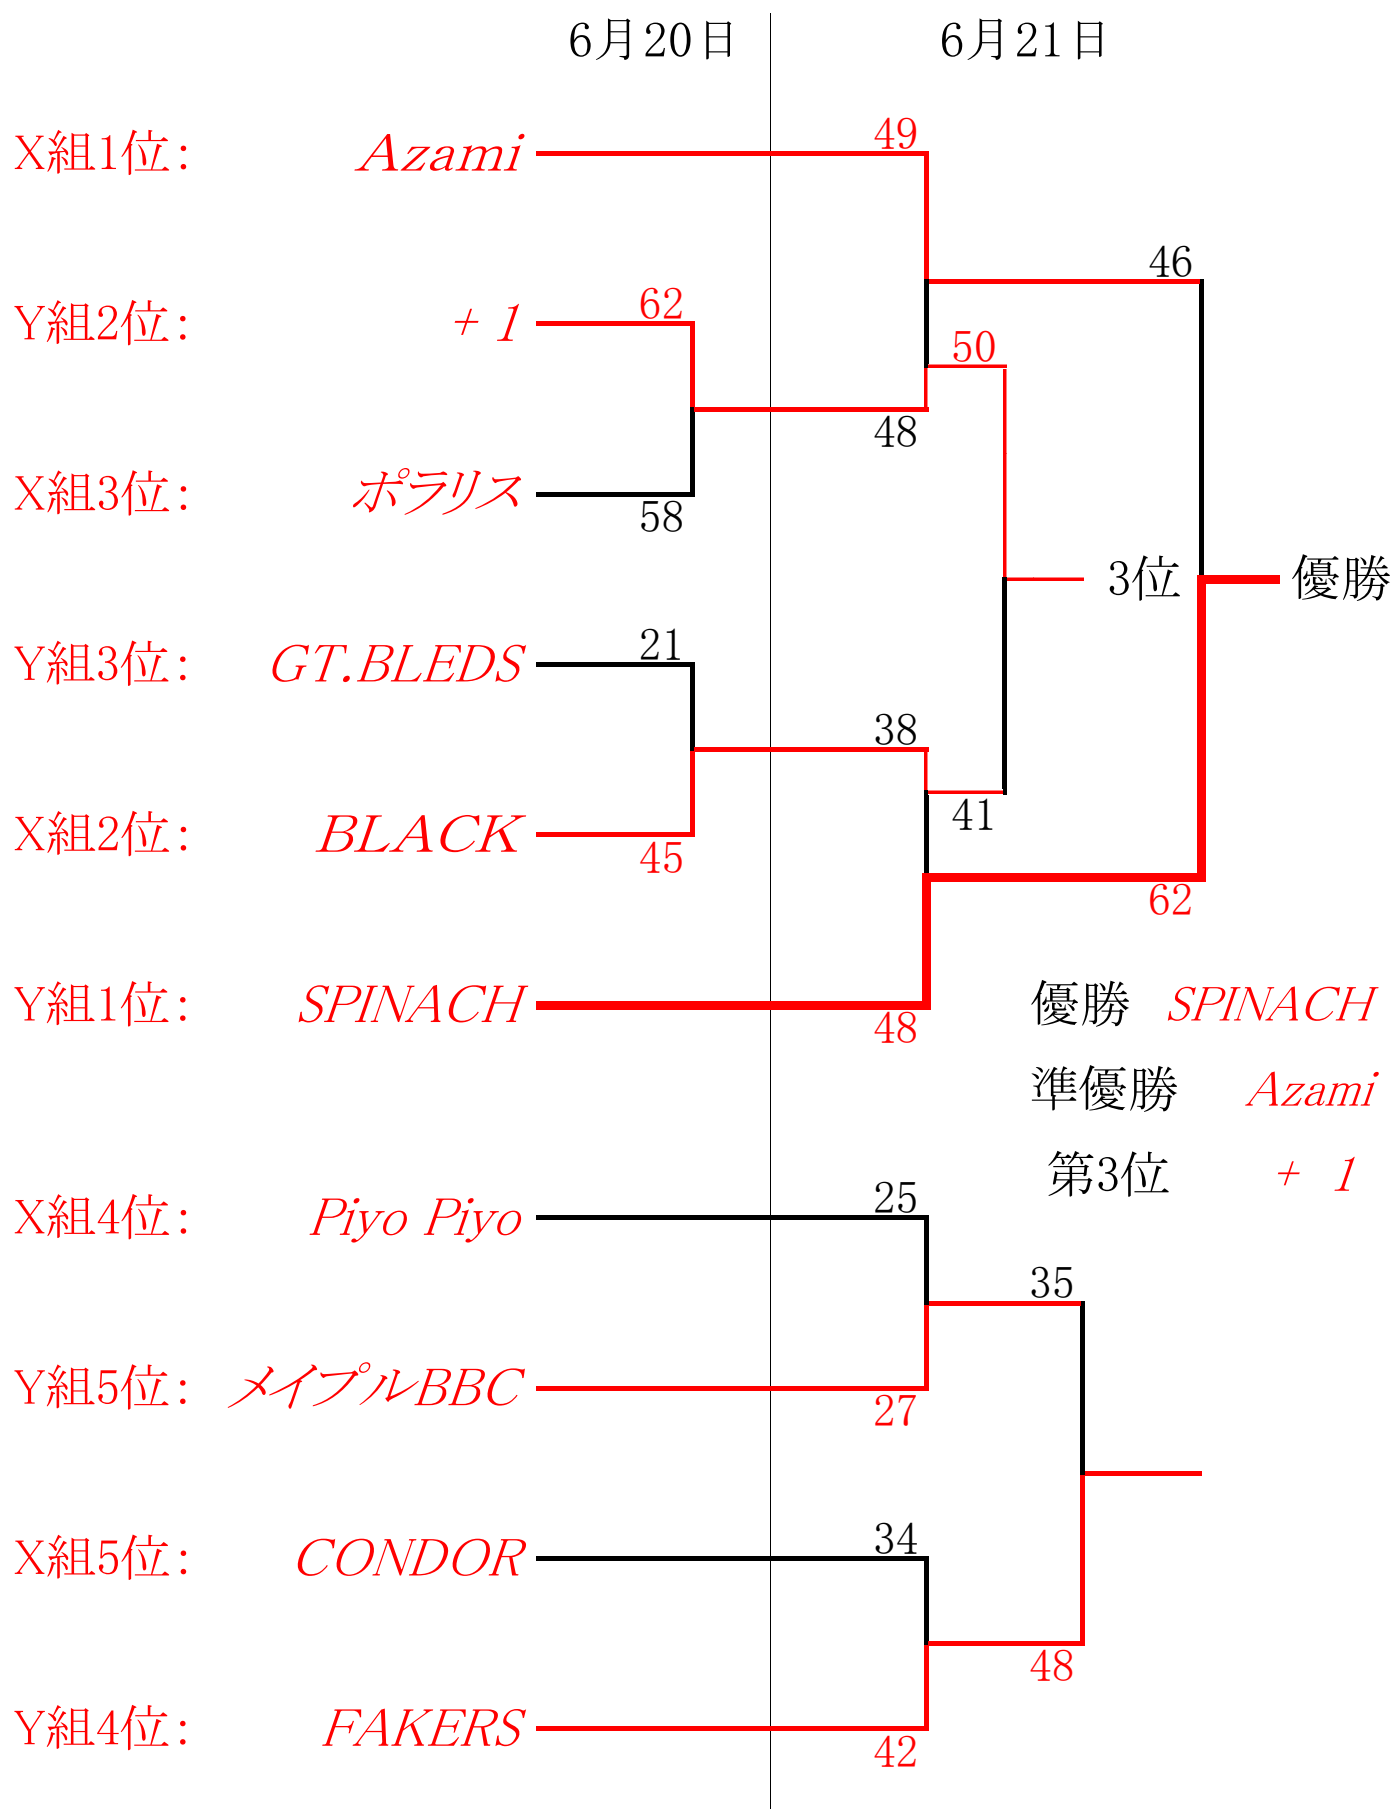 6月20日 6月21日
X組1位: Azami 49
46
Y組2位: + 1 62
50
48
X組3位: ポラリス
58
3位 優勝
Y組3位: GT.BLEDS 21
38
41
X組2位: BLACK
45
62
Y組1位: SPINACH
48
優勝 SPINACH
準優勝 Azami
第3位 + 1
X組4位: Piyo Piyo 25
35
Y組5位: メイプルBBC
27
X組5位: CONDOR 34
48
Y組4位: FAKERS
42